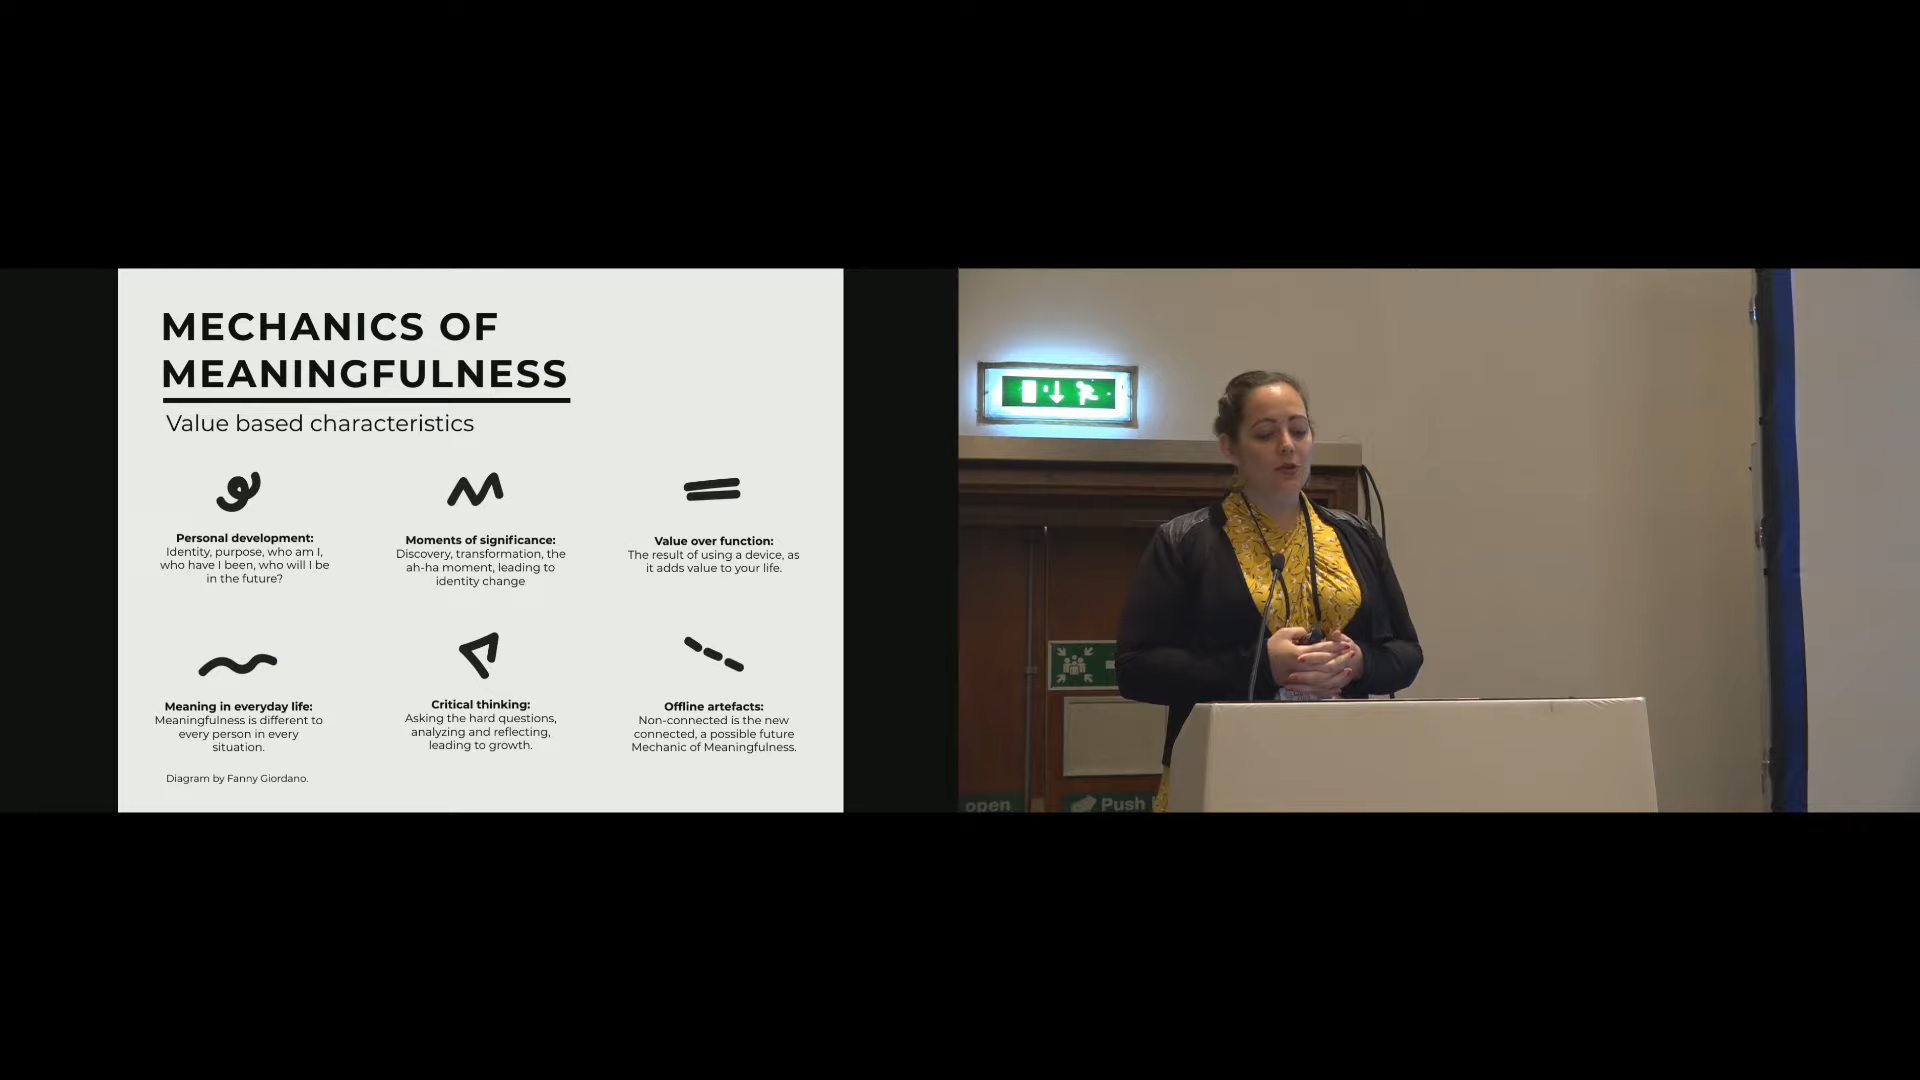 MECHANICS OF
MEANINGFULNESS
Value based characteristics
Personal development:
Identity, purpose, who am I,
who have I been, who will I be
in the future?
Moments of significance:
Discovery, transformation, the
ah-ha moment, leading to
identity change
Value over function:
The result of using a device, as
it adds value to your life.
Meaning in everyday life:
Meaningfulness is different to
every person in every
situation.
Critical thinking:
Asking the hard questions,
analyzing and reflecting,
leading to growth.
Offline artefacts:
Non-connected is the new
connected, a possible future
Mechanic of Meaningfulness.
Diagram by Fanny Giordano.
open
Push